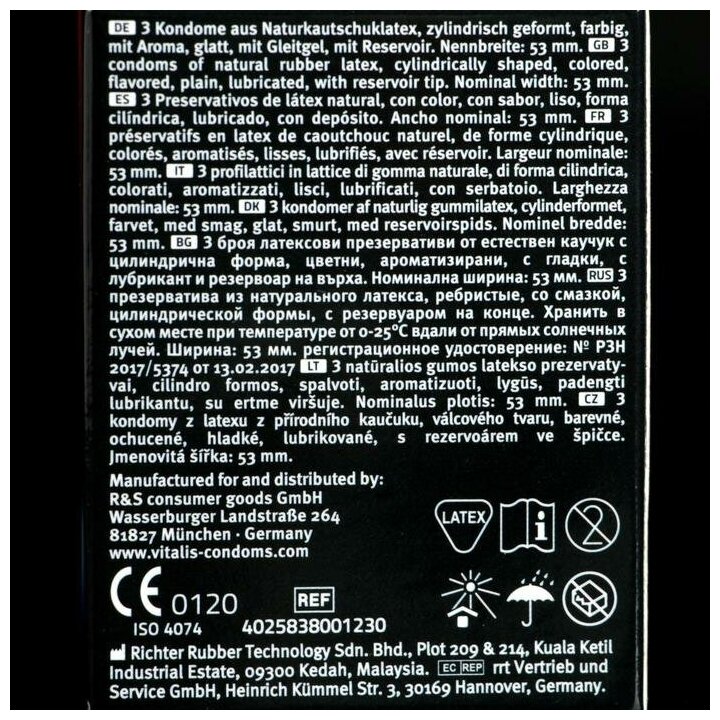 DE 3 Kondome aus Naturkautschuklatex, zylindrisch geformt, farbig,
mit Aroma, glatt, mit Gleitgel, mit Reservoir. Nennbreite: 53 mm. GB 3
condoms of natural rubber latex, cylindrically shaped, colored,
flavored, plain, lubricated, with reservoir tip. Nominal width: 53 mm.
ES 3 Preservativos de látex natural, con color, con sabor, liso, forma
cilíndrica, lubricado, con depósito. Ancho nominal: 53 mm. FR 3
préservatifs en latex de caoutchouc naturel, de forme cylindrique,
colorés, aromatisés, lisses, lubrifiés, avec réservoir. Largeur nominale:
53 mm. IT 3 profilattici in lattice di gomma naturale, di forma cilindrica,
colorati, aromatizzati, lisci, lubrificati, con serbatoio. Larghezza
nominale: 53 mm. DK 3 kondomer af naturlig gummilatex, cylinderformet,
farvet, med smag, glat, smurt, med reservoirspids. Nominel bredde:
53 mm. BG 3 броя латексови презервативи от естествен каучук с
цилиндрична форма, цветни, ароматизирани, с гладки, с
лубрикант и резервоар на върха. Номинална ширина: 53 мм. RUS 3
презерватива из натурального латекса, ребристые, со смазкой,
цилиндрической формы, с резервуаром на конце. Хранить в
сухом месте при температуре от 0-25°C вдали от прямых солнечных
лучей. Ширина: 53 мм. регистрационное удостоверение: № РЗН
2017/5374 от 13.02.2017 LT 3 natūralios gumos latekso prezervaty-
vai, cilindro formos, spalvoti, aromatizuoti, lygūs, padengti
lubrikantu, su ertme viršuje. Nominalus plotis: 53 mm. CZ 3
kondomy z latexu z přírodního kaučuku, válcového tvaru, barevné,
ochucené, hladké, lubrikované, s rezervoárem ve špičce.
Jmenovitá šířka: 53 mm.
Manufactured for and distributed by:
R&S consumer goods GmbH
Wasserburger Landstraße 264
81827 München · Germany
www.vitalis-condoms.com
LATEX
CE 0120
ISO 4074
REF
4025838001230
Richter Rubber Technology Sdn. Bhd., Plot 209 & 214, Kuala Ketil
Industrial Estate, 09300 Kedah, Malaysia. EC REP rrt Vertrieb und
Service GmbH, Heinrich Kümmel Str. 3, 30169 Hannover, Germany.